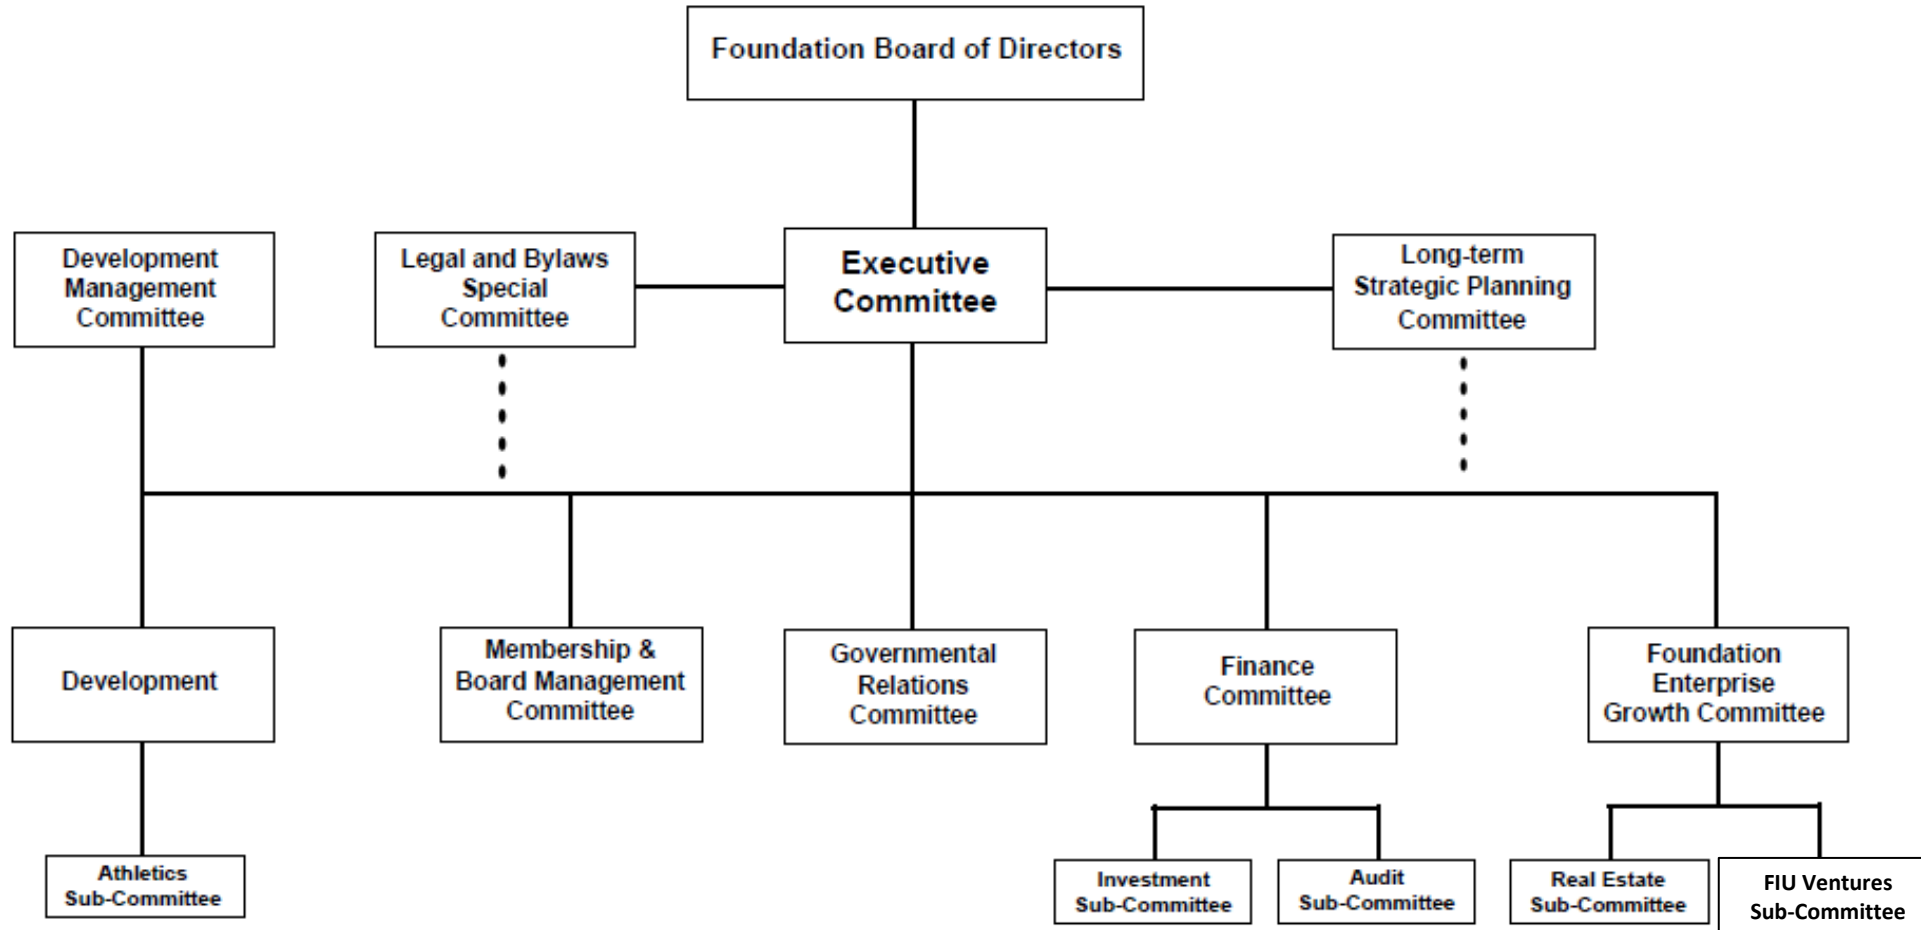 Foundation Board of Directors
Development
Management
Committee
Legal and Bylaws
Special
Committee
Executive
Committee
Long-term
Strategic Planning
Committee
Development
Membership &
Board Management
Committee
Governmental
Relations
Committee
Finance
Committee
Foundation
Enterprise
Growth Committee
Athletics
Sub-Committee
Investment
Sub-Committee
Audit
Sub-Committee
Real Estate
Sub-Committee
FIU Ventures
Sub-Committee